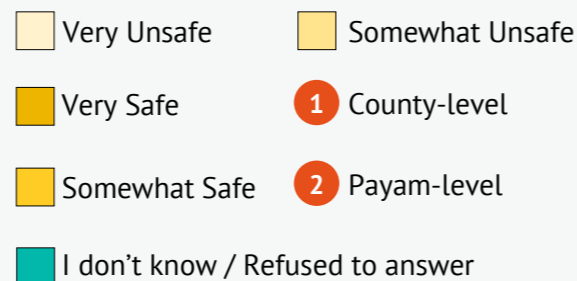 Very Unsafe
Somewhat Unsafe
Very Safe
1 County-level
Somewhat Safe
2 Payam-level
I don't know / Refused to answer